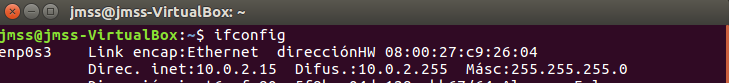 jmss@jmss-VirtualBox: ~
jmss@jmss-VirtualBox:~$ ifconfig
enp0s3 Link encap:Ethernet direcciónHW 08:00:27:c9:26:04
Direc. inet:10.0.2.15 Difus.:10.0.2.255 Másc:255.255.255.0